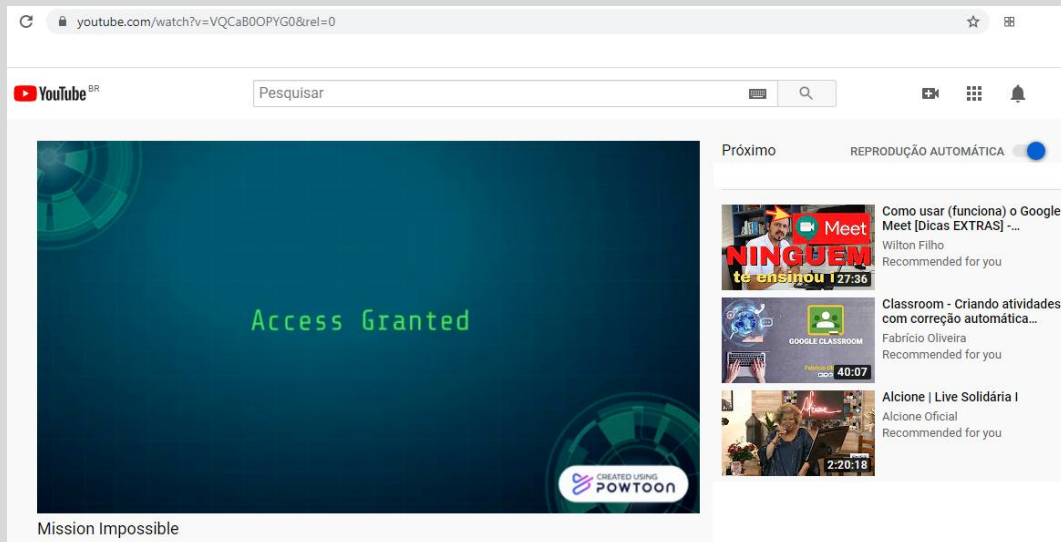 youtube.com/watch?v=VQCaB0OPYG0&rel=0
YouTube BR
Pesquisar
Access Granted
CREATED USING
POWTOON
Mission Impossible
Próximo
REPRODUÇÃO AUTOMÁTICA
Meet
NINGUEM
te ensinou
27:36
Como usar (funciona) o Google
Meet [Dicas EXTRAS] -...
Wilton Filho
Recommended for you
GOOGLE CLASSROOM
40:07
Classroom - Criando atividades
com correção automática...
Fabrício Oliveira
Recommended for you
Alcione
2:20:18
Alcione | Live Solidária I
Alcione Oficial
Recommended for you